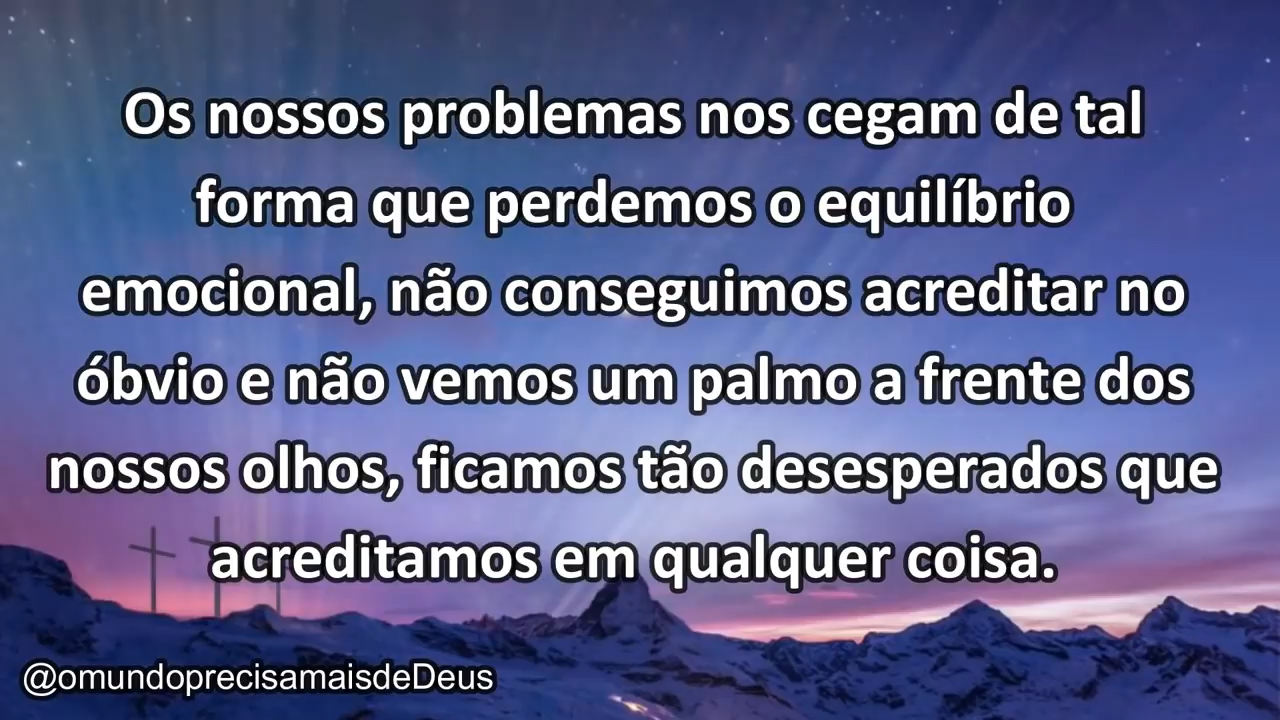 Os nossos problemas nos cegam de tal
forma que perdemos o equilíbrio
emocional, não conseguimos acreditar no
óbvio e não vemos um palmo a frente dos
nossos olhos, ficamos tão desesperados que
acreditamos em qualquer coisa.
@omundoprecisamaisdeDeus